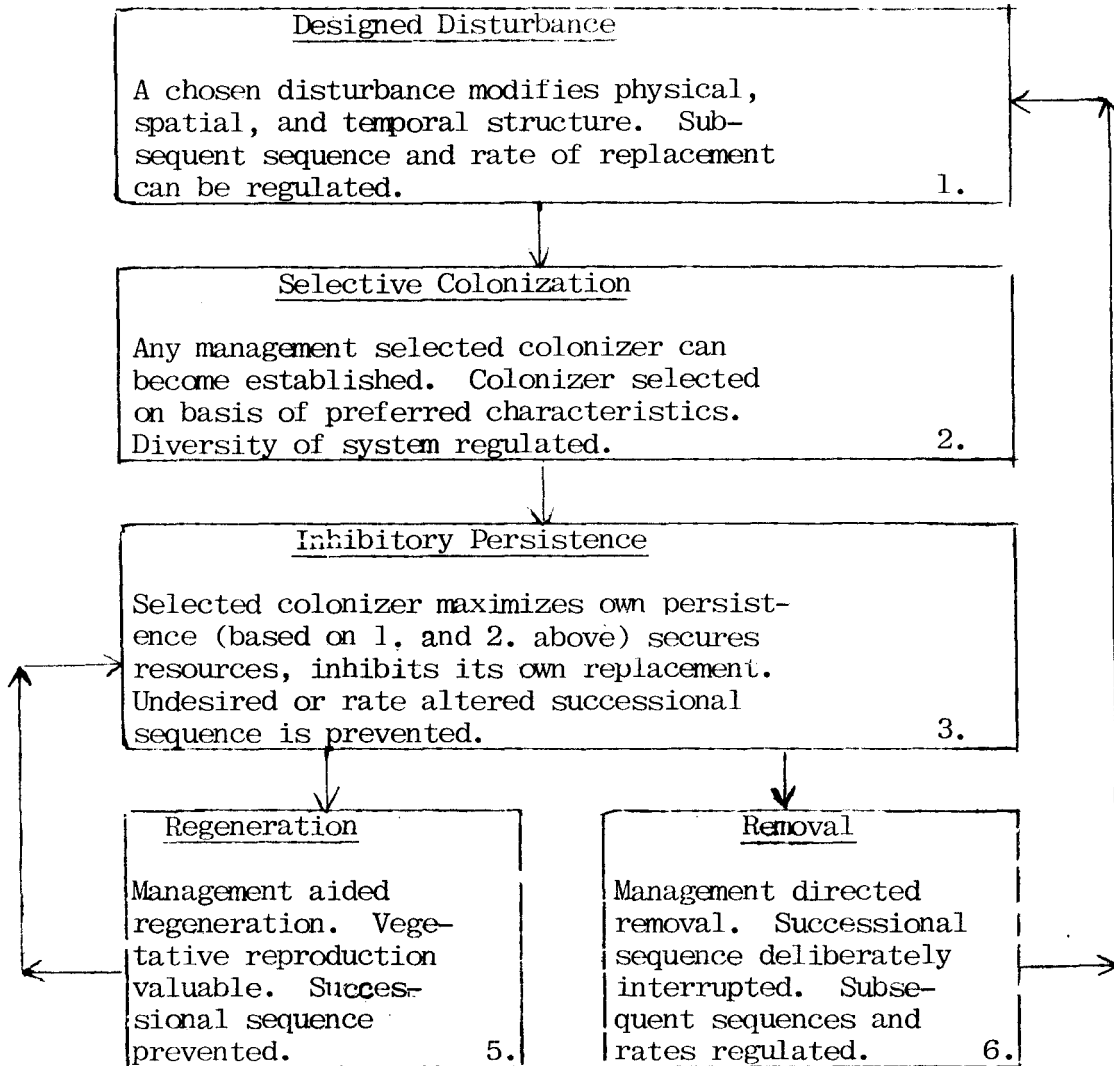 Designed Disturbance
A chosen disturbance modifies physical,
spatial, and temporal structure. Sub-
sequent sequence and rate of replacement
can be regulated. 1.
Selective Colonization
Any management selected colonizer can
become established. Colonizer selected
on basis of preferred characteristics.
Diversity of system regulated. 2.
Inhibitory Persistence
Selected colonizer maximizes own persist-
ence (based on 1. and 2. above) secures
resources, inhibits its own replacement.
Undesired or rate altered successional
sequence is prevented. 3.
Regeneration
Management aided
regeneration. Vege-
tative reproduction
valuable. Succes-
sional sequence
prevented. 5.
Removal
Management directed
removal. Successional
sequence deliberately
interrupted. Subse-
quent sequences and
rates regulated. 6.